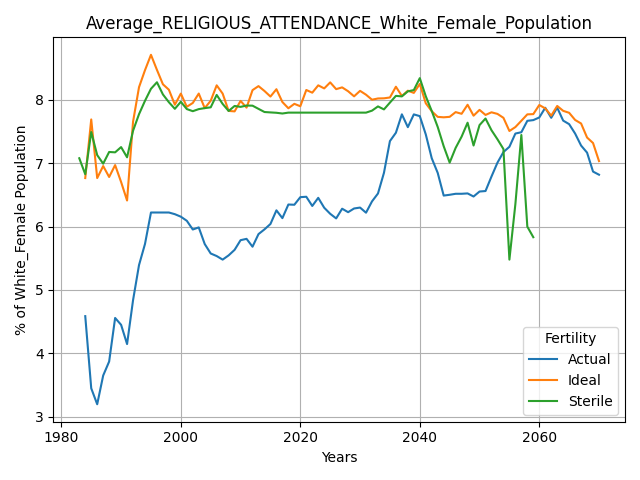 Average_RELIGIOUS_ATTENDANCE_White_Female_Population
% of White_Female Population
8
7
6
5
4
3
1980 2000 2020 2040 2060
Years
Fertility
Actual
Ideal
Sterile